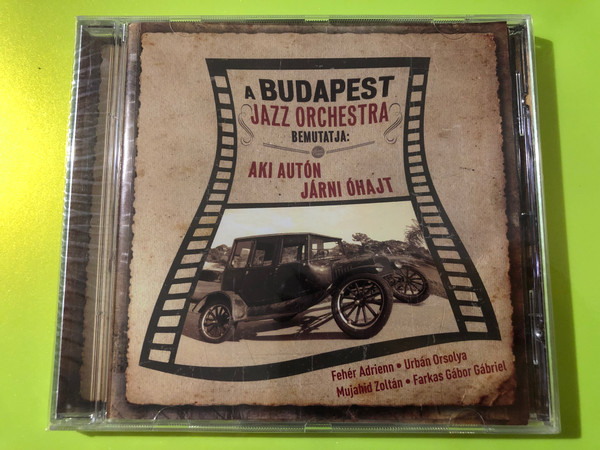 A BUDAPEST
JAZZ ORCHESTRA
BEMUTATJA:
AKI AUTÓN
JÁRNI ÓHAJT
Fehér Adrienn • Urbán Orsolya
Mujahid Zoltán • Farkas Gábor Gábriel